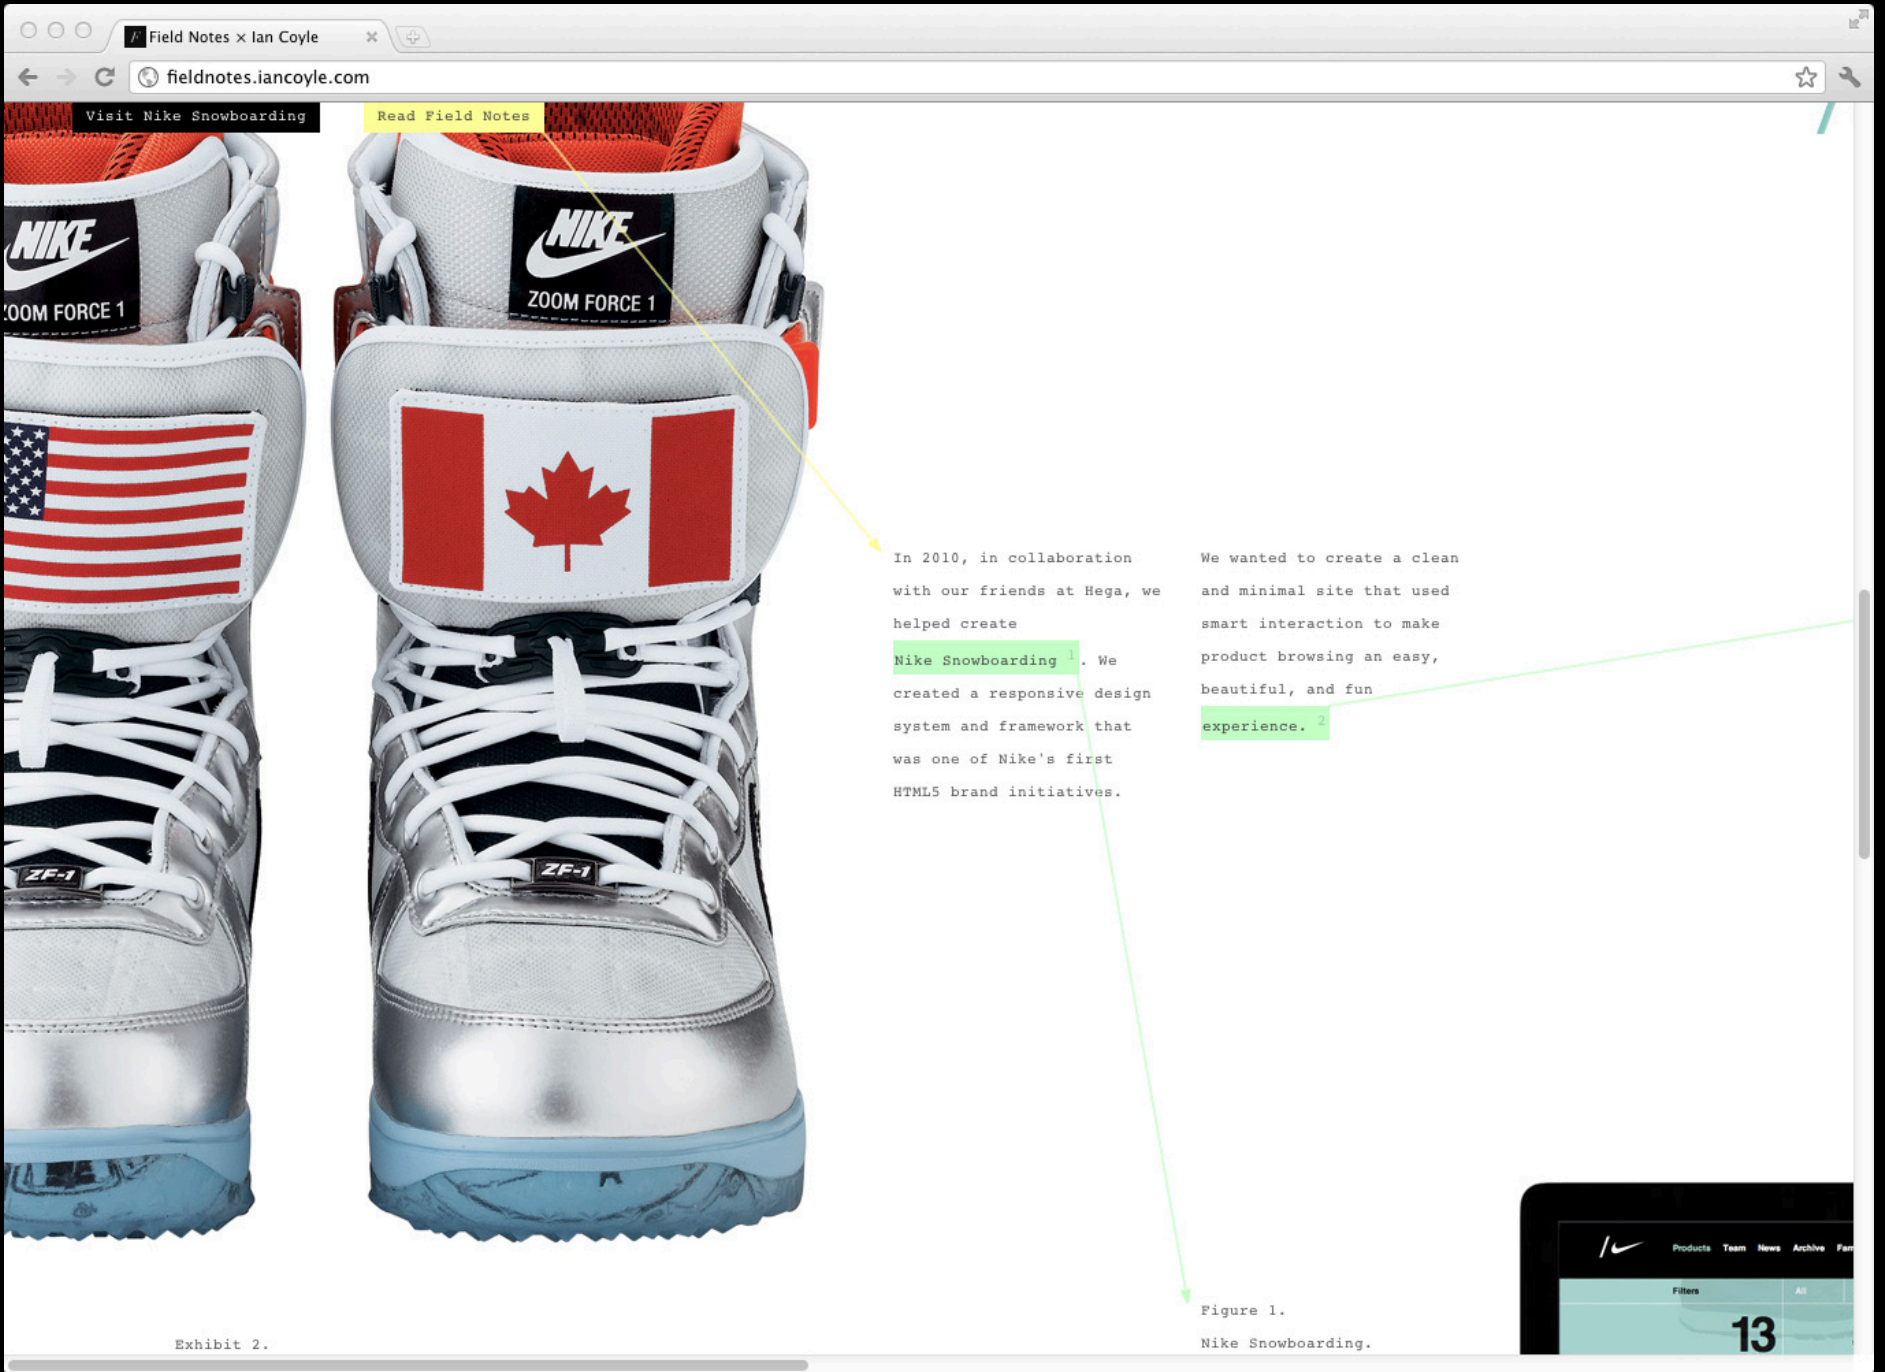 Field Notes × Ian Coyle
fieldnotes.iancoyle.com
Visit Nike Snowboarding
Read Field Notes
NIKE
ZOOM FORCE 1
NIKE
ZOOM FORCE 1
In 2010, in collaboration
with our friends at Hega, we
helped create
Nike Snowboarding 1. We
created a responsive design
system and framework that
was one of Nike's first
HTML5 brand initiatives.
We wanted to create a clean
and minimal site that used
smart interaction to make
product browsing an easy,
beautiful, and fun
experience. 2
ZF-1
ZF-1
Products Team News Archive
Filters All
13
Figure 1.
Nike Snowboarding.
Exhibit 2.